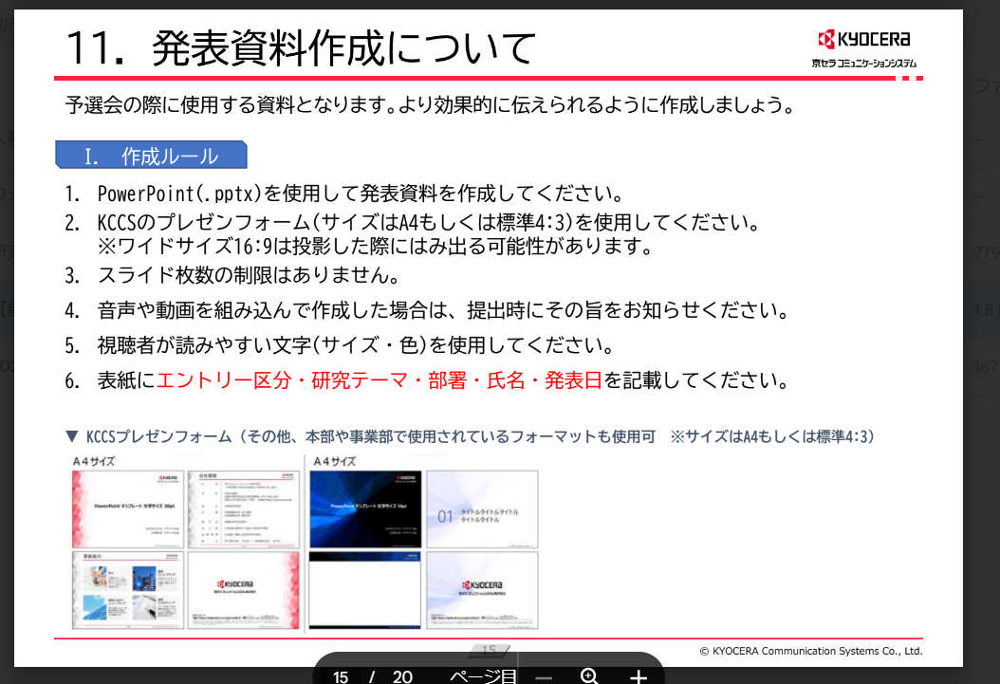 11. 発表資料作成について
KYOCERA
京セラコミュニケーションシステム
予選会の際に使用する資料となります。より効果的に伝えられるように作成しましょう。
I. 作成ルール
1. PowerPoint(.pptx)を使用して発表資料を作成してください。
2. KCCSのプレゼンフォーム(サイズはA4もしくは標準4:3)を使用してください。
※ワイドサイズ16:9は投影した際にはみ出る可能性があります。
3. スライド枚数の制限はありません。
4. 音声や動画を組み込んで作成した場合は、提出時にその旨をお知らせください。
5. 視聴者が読みやすい文字(サイズ・色)を使用してください。
6. 表紙にエントリー区分・研究テーマ・部署・氏名・発表日を記載してください。
▼ KCCSプレゼンフォーム（その他、本部や事業部で使用されているフォーマットも使用可 ※サイズはA4もしくは標準4:3）
A4サイズ
A4サイズ
PowerPoint テンプレート 文字サイズ 30pt
会社概要
PowerPoint テンプレート 文字サイズ 30pt
01 タイトルタイトルタイトル
タイトルタイトル
事業案内
KYOCERA
KYOCERA
15
© KYOCERA Communication Systems Co., Ltd.
15 / 20 ページ目
779
1.8
167